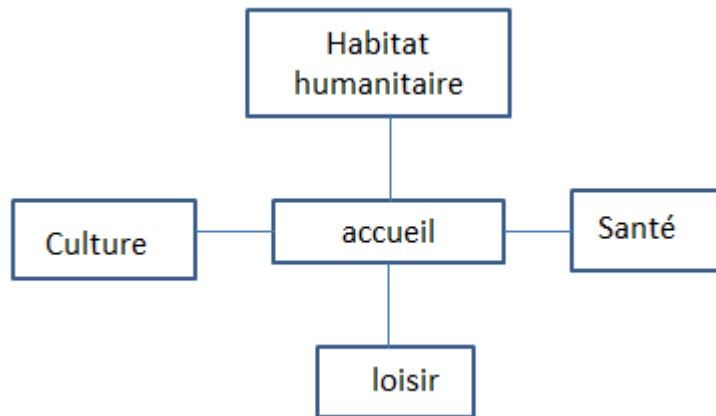 Habitat
humanitaire
Culture
accueil
Santé
loisir